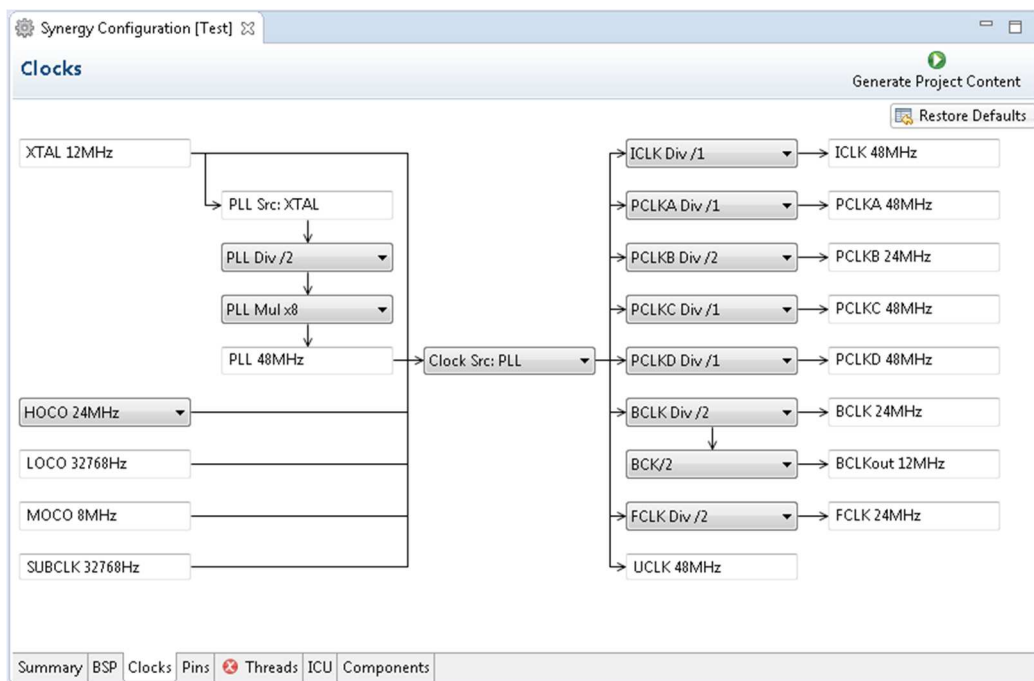 Synergy Configuration [Test]
Clocks
Generate Project Content
Restore Defaults
XTAL 12MHz
ICLK Div /1
ICLK 48MHz
PLL Src: XTAL
PCLKA Div /1
PCLKA 48MHz
PLL Div /2
PCLKB Div /2
PCLKB 24MHz
PLL Mul x8
PCLKC Div /1
PCLKC 48MHz
PLL 48MHz
Clock Src: PLL
PCLKD Div /1
PCLKD 48MHz
HOCO 24MHz
BCLK Div /2
BCLK 24MHz
LOCO 32768Hz
BCK/2
BCLKout 12MHz
MOCO 8MHz
FCLK Div /2
FCLK 24MHz
SUBCLK 32768Hz
UCLK 48MHz
Summary BSP Clocks Pins Threads ICU Components